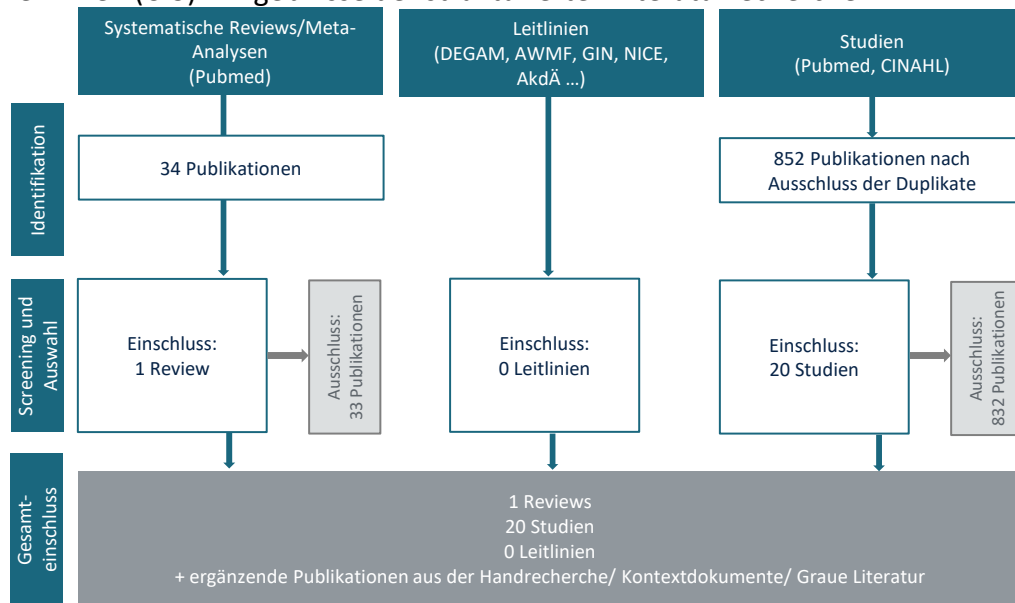 Systematische Reviews/Meta-
Analysen
(Pubmed)
Leitlinien
(DEGAM, AWMF, GIN, NICE,
AkdÄ ...)
Studien
(Pubmed, CINAHL)
Identifikation
34 Publikationen
852 Publikationen nach
Ausschluss der Duplikate
Screening und
Auswahl
Einschluss:
1 Review
Ausschluss:
33 Publikationen
Einschluss:
0 Leitlinien
Einschluss:
20 Studien
Ausschluss:
832 Publikationen
Gesamt-
einschluss
1 Reviews
20 Studien
0 Leitlinien
+ ergänzende Publikationen aus der Handrecherche/ Kontextdokumente/ Graue Literatur